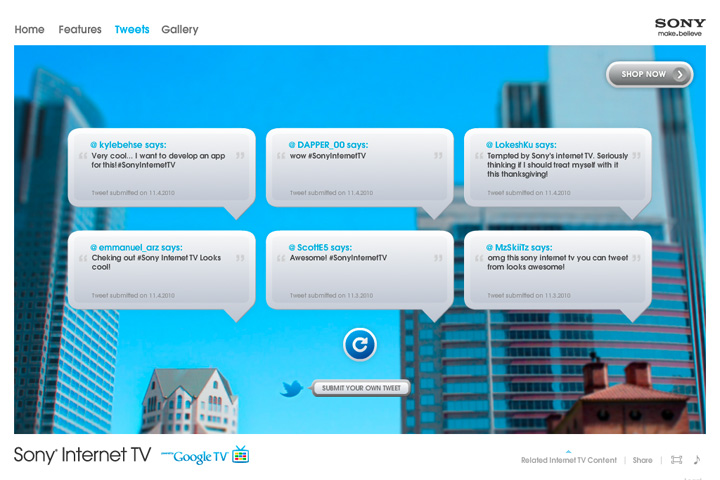 Home Features Tweets Gallery
SONY
make.believe
SHOP NOW
@ kylebehse says:
Very cool... I want to develop an app
for this! #SonyInternetTV
Tweet submitted on 11.4.2010
@ DAPPER_00 says:
wow #SonyInternetTV
Tweet submitted on 11.4.2010
@ LokeshKu says:
Tempted by Sony's internet TV. Seriously
thinking if I should treat myself with it
this thanksgiving!
Tweet submitted on 11.4.2010
@ emmanuel_arz says:
Cheking out #Sony Internet TV Looks
cool!
Tweet submitted on 11.4.2010
@ ScottE5 says:
Awesome! #SonyInternetTV
Tweet submitted on 11.3.2010
@ MzSkiiTz says:
omg this sony internet tv you can tweet
from looks awesome!
Tweet submitted on 11.3.2010
SUBMIT YOUR OWN TWEET
Sony® Internet TV
Google TV™
Related Internet TV Content | Share